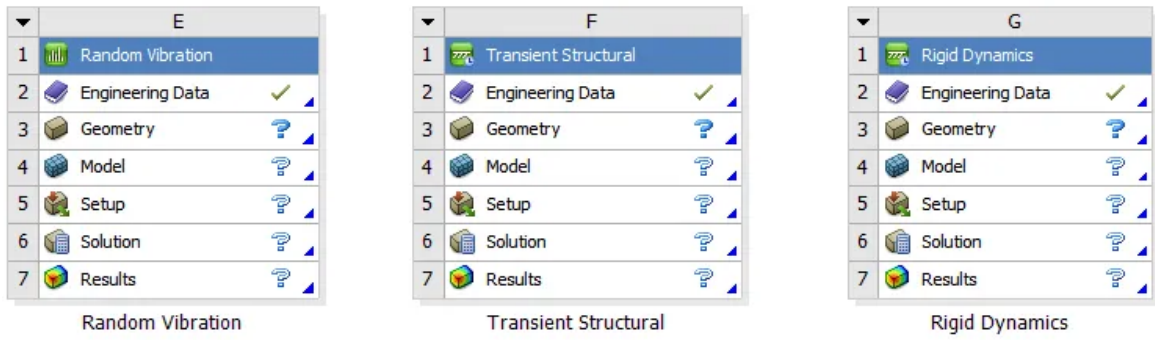 E
1 Random Vibration
2 Engineering Data
3 Geometry
4 Model
5 Setup
6 Solution
7 Results
Random Vibration
F
1 Transient Structural
2 Engineering Data
3 Geometry
4 Model
5 Setup
6 Solution
7 Results
Transient Structural
G
1 Rigid Dynamics
2 Engineering Data
3 Geometry
4 Model
5 Setup
6 Solution
7 Results
Rigid Dynamics